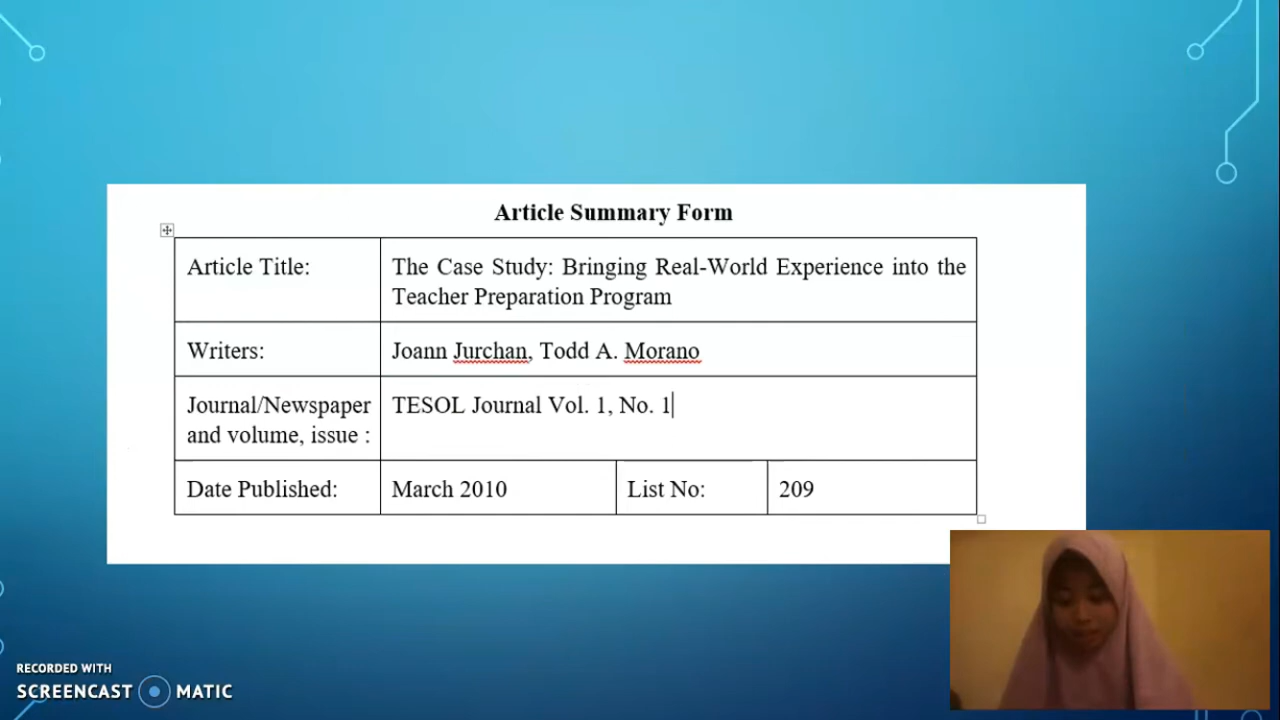 Article Summary Form
Article Title:
The Case Study: Bringing Real-World Experience into the
Teacher Preparation Program
Writers:
Joann Jurchan, Todd A. Morano
Journal/Newspaper
and volume, issue :
TESOL Journal Vol. 1, No. 1
Date Published:
March 2010
List No:
209
RECORDED WITH
SCREENCAST MATIC